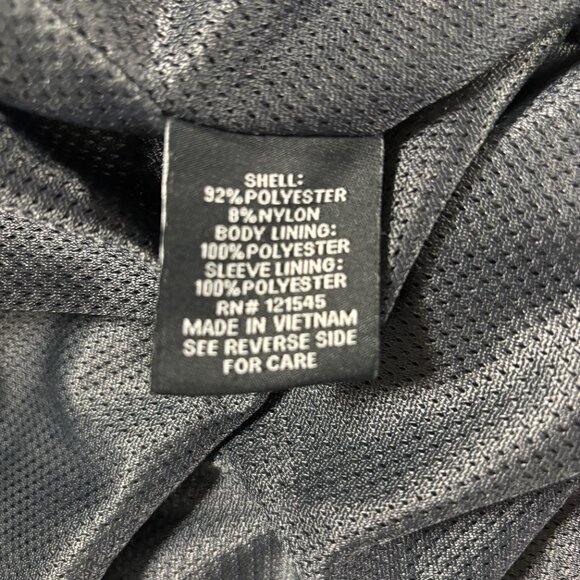 SHELL:
92%POLYESTER
8%NYLON
BODY LINING:
100%POLYESTER
SLEEVE LINING:
100%POLYESTER
RN# 121545
MADE IN VIETNAM
SEE REVERSE SIDE
FOR CARE